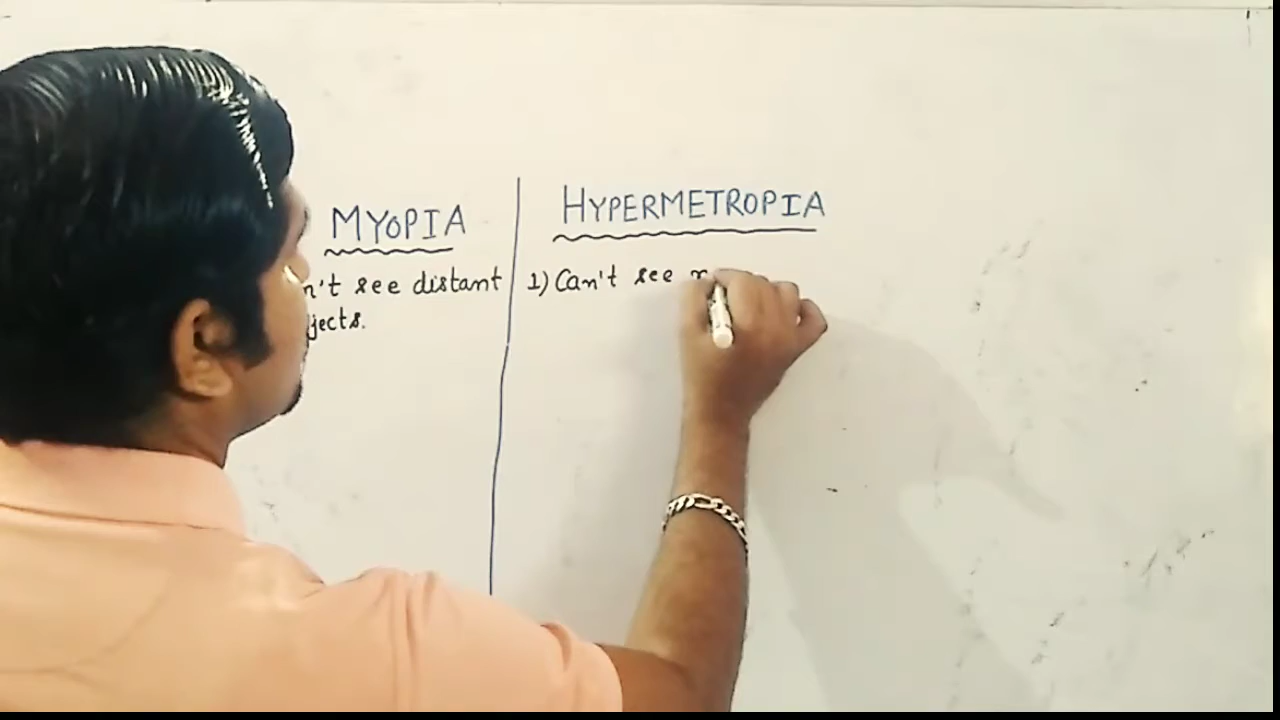 MYOPIA
HYPERMETROPIA
n't see distant
jects.
1) Can't see